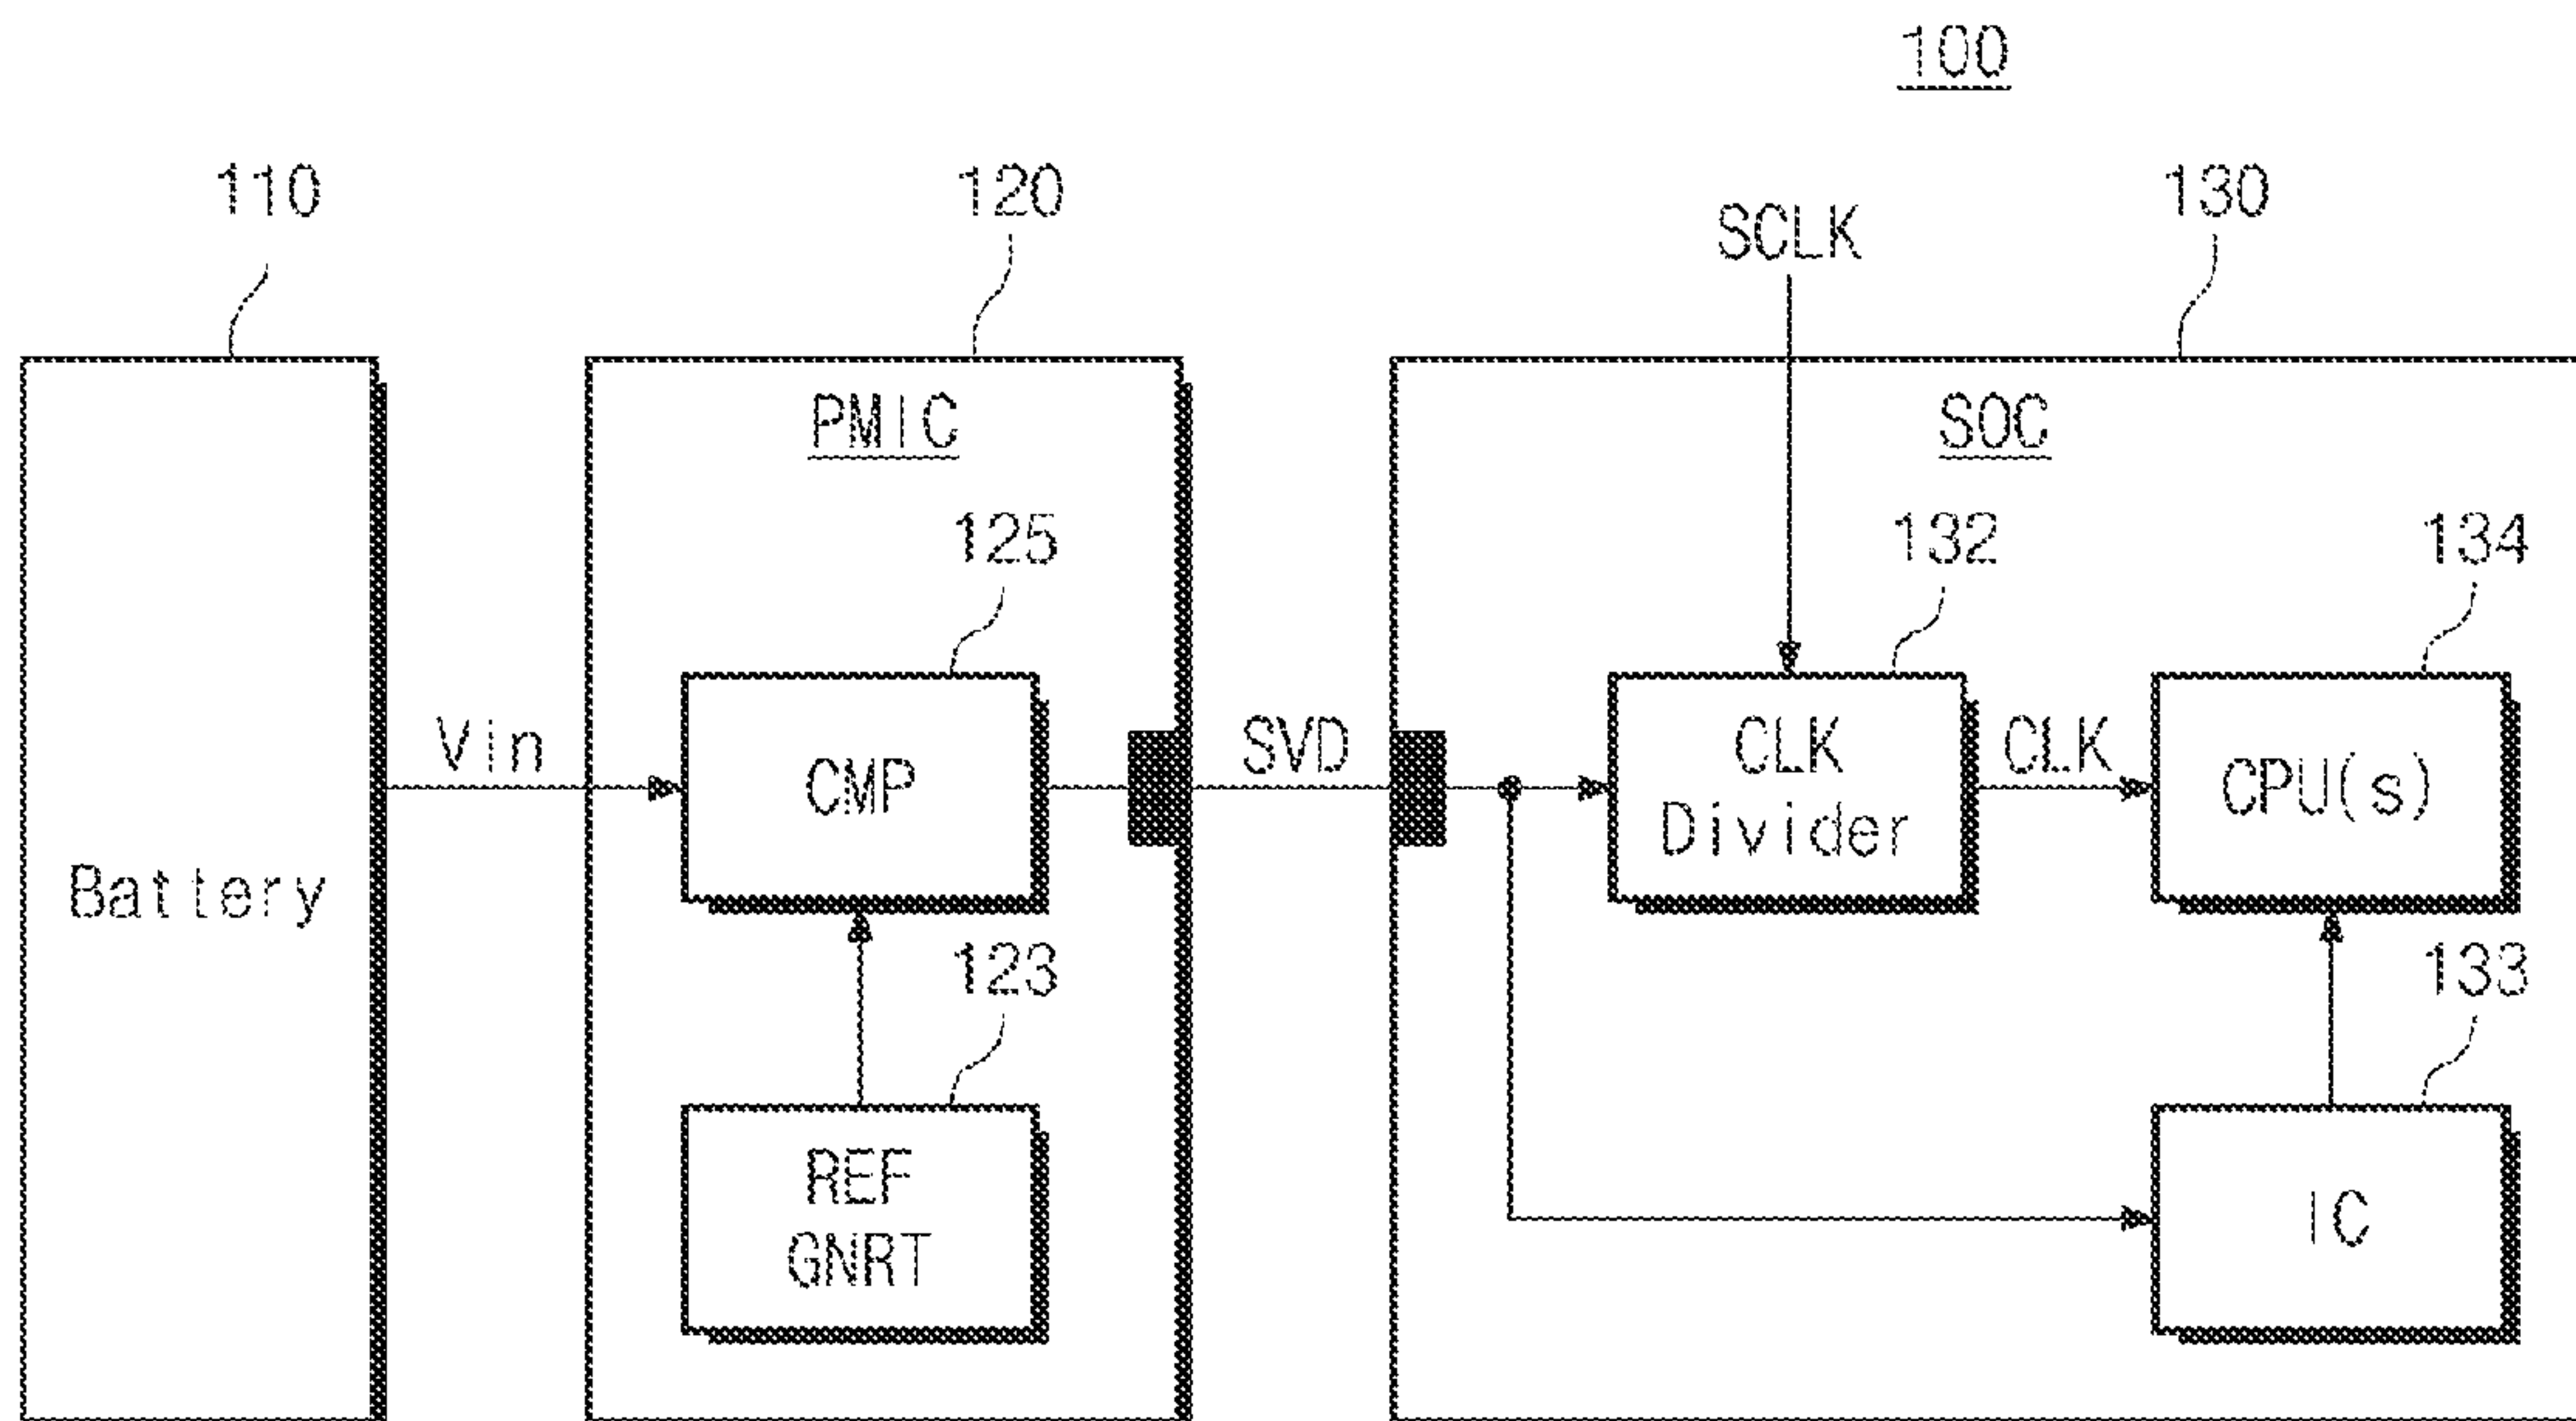 100
110
120
130
SCLK
PMIC
SOC
125
132
134
Vin
CMP
SVD
CLK
Divider
CLK
CPU(s)
Battery
123
133
REF
GNRT
IC